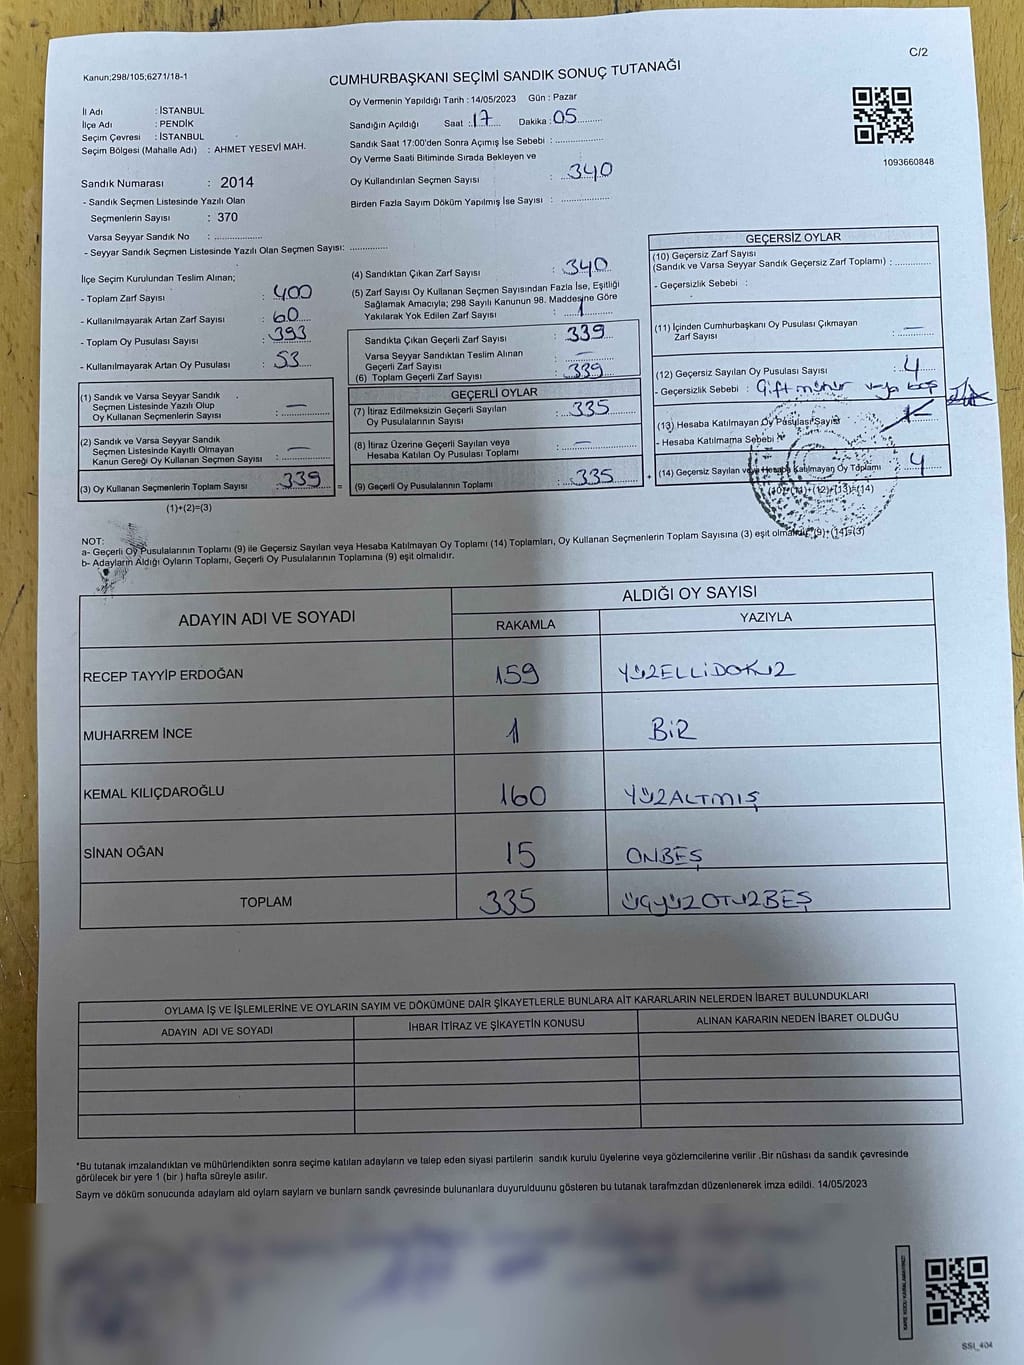 C/2
Kanun;298/105;6271/18-1
CUMHURBAŞKANI SEÇİMİ SANDIK SONUÇ TUTANAĞI
İl Adı : İSTANBUL
İlçe Adı : PENDİK
Seçim Çevresi : İSTANBUL
Seçim Bölgesi (Mahalle Adı) : AHMET YESEVİ MAH.
Sandık Numarası : 2014
- Sandık Seçmen Listesinde Yazılı Olan
Seçmenlerin Sayısı : 370
Varsa Seyyar Sandık No : ..............
- Seyyar Sandık Seçmen Listesinde Yazılı Olan Seçmen Sayısı: ............
Oy Vermenin Yapıldığı Tarih : 14/05/2023 Gün : Pazar
Sandığın Açıldığı Saat : 17 Dakika : 05
Sandık Saat 17:00'den Sonra Açımış İse Sebebi : ..............
Oy Verme Saati Bitiminde Sırada Bekleyen ve
Oy Kullandırılan Seçmen Sayısı : 340
Birden Fazla Sayım Döküm Yapılmış İse Sayısı : ..............
1093660848
İlçe Seçim Kurulundan Teslim Alınan;
- Toplam Zarf Sayısı : 400
- Kullanılmayarak Artan Zarf Sayısı : 60
- Toplam Oy Pusulası Sayısı : 393
- Kullanılmayarak Artan Oy Pusulası : 53
(1) Sandık ve Varsa Seyyar Sandık
Seçmen Listesinde Yazılı Olup
Oy Kullanan Seçmenlerin Sayısı : —
(2) Sandık ve Varsa Seyyar Sandık
Seçmen Listesinde Kayıtlı Olmayan
Kanun Gereği Oy Kullanan Seçmen Sayısı : —
(3) Oy Kullanan Seçmenlerin Toplam Sayısı : 339 =
(1)+(2)=(3)
(4) Sandıktan Çıkan Zarf Sayısı : 340
(5) Zarf Sayısı Oy Kullanan Seçmen Sayısından Fazla İse, Eşitliği
Sağlamak Amacıyla; 298 Sayılı Kanunun 98. Maddesine Göre
Yakılarak Yok Edilen Zarf Sayısı : 1
Sandıkta Çıkan Geçerli Zarf Sayısı : 339
Varsa Seyyar Sandıktan Teslim Alınan
Geçerli Zarf Sayısı : —
(6) Toplam Geçerli Zarf Sayısı : 339
GEÇERLİ OYLAR
(7) İtiraz Edilmeksizin Geçerli Sayılan
Oy Pusulasının Sayısı : 335
(8) İtiraz Üzerine Geçerli Sayılan veya
Hesaba Katılan Oy Pusulası Toplamı : —
(9) Geçerli Oy Pusulalarının Toplamı : 335 +
GEÇERSİZ OYLAR
(10) Geçersiz Zarf Sayısı
(Sandık ve Varsa Seyyar Sandık Geçersiz Zarf Toplamı) : ............
- Geçersizlik Sebebi :
(11) İçinden Cumhurbaşkanı Oy Pusulası Çıkmayan
Zarf Sayısı : —
(12) Geçersiz Sayılan Oy Pusulası Sayısı : 4
- Geçersizlik Sebebi : Çift mühür veya boş
(13) Hesaba Katılmayan Oy Pusulası Sayısı
- Hesaba Katılmama Sebebi
(14) Geçersiz Sayılan veya Hesaba Katılmayan Oy Toplamı : 4
(10)+(11)+(12)+(13)=(14)
NOT:
a- Geçerli Oy Pusulalarının Toplamı (9) ile Geçersiz Sayılan veya Hesaba Katılmayan Oy Toplamı (14) Toplamları, Oy Kullanan Seçmenlerin Toplam Sayısına (3) eşit olmalıdır (9)+(14)=(3)
b- Adayların Aldığı Oyların Toplamı, Geçerli Oy Pusulalarının Toplamına (9) eşit olmalıdır.
ADAYIN ADI VE SOYADI ALDIĞI OY SAYISI
RAKAMLA YAZIYLA
RECEP TAYYİP ERDOĞAN 159 YÜZELLİDOKUZ
MUHARREM İNCE 1 BİR
KEMAL KILIÇDAROĞLU 160 YÜZALTMIŞ
SİNAN OĞAN 15 ONBEŞ
TOPLAM 335 ÜÇYÜZOTUZBEŞ
OYLAMA İŞ VE İŞLEMLERİNE VE OYLARIN SAYIM VE DÖKÜMÜNE DAİR ŞİKAYETLERLE BUNLARA AİT KARARLARIN NELERDEN İBARET BULUNDUKLARI
ADAYIN ADI VE SOYADI İHBAR İTİRAZ VE ŞİKAYETİN KONUSU ALINAN KARARIN NEDEN İBARET OLDUĞU
*Bu tutanak imzalandıktan ve mühürlendikten sonra seçime katılan adayların ve talep eden siyasi partilerin sandık kurulu üyelerine veya gözlemcilerine verilir .Bir nüshası da sandık çevresinde
görülecek bir yere 1 (bir ) hafta süreyle asılır.
Sayım ve döküm sonucunda adaylarn ald oylarn saylarn ve bunlarn sandk çevresinde bulunanlara duyurulduunu gösteren bu tutanak tarafmzdan düzenlenerek imza edildi. 14/05/2023
KARE KODU KARALAMAYINIZ!
SSI_404